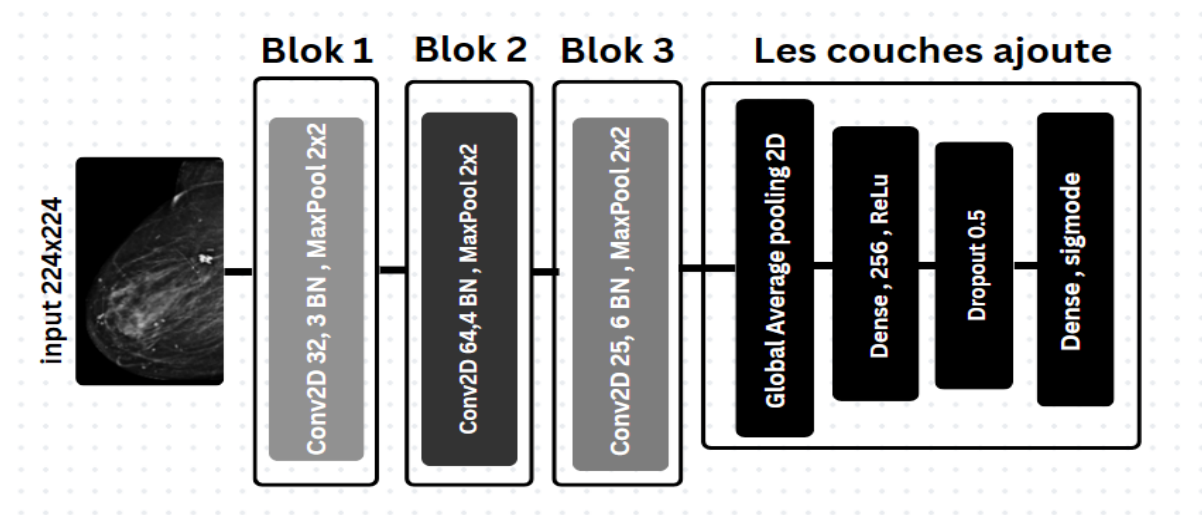 Blok 1
Blok 2
Blok 3
Les couches ajoute
input 224x224
Conv2D 32, 3 BN , MaxPool 2x2
Conv2D 64,4 BN , MaxPool 2x2
Conv2D 25, 6 BN , MaxPool 2x2
Global Average pooling 2D
Dense , 256 , ReLu
Dropout 0.5
Dense , sigmode